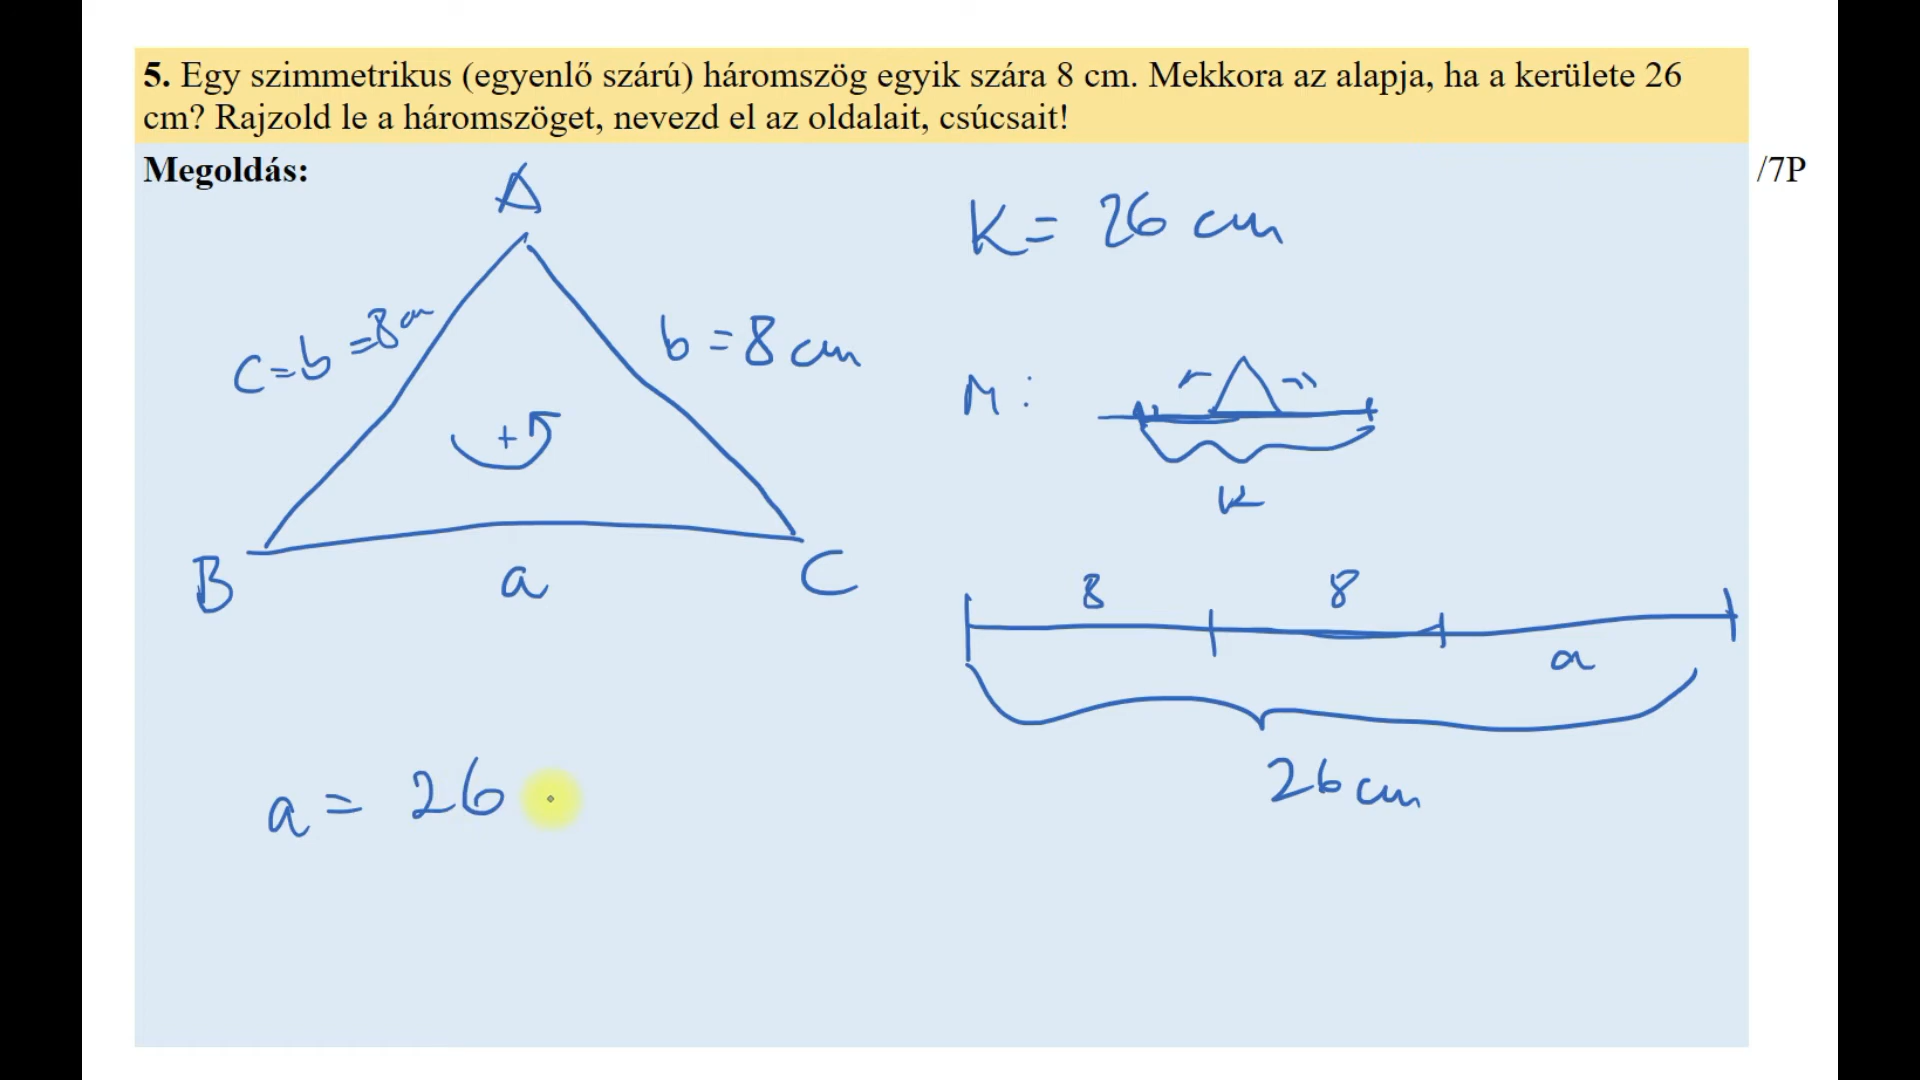 5. Egy szimmetrikus (egyenlő szárú) háromszög egyik szára 8 cm. Mekkora az alapja, ha a kerülete 26
cm? Rajzold le a háromszöget, nevezd el az oldalait, csúcsait!
Megoldás:
/7P
A
K = 26 cm
c = b = 8 cm
b = 8 cm
M:
+
K
B
a
C
8
8
a
26 cm
a = 26